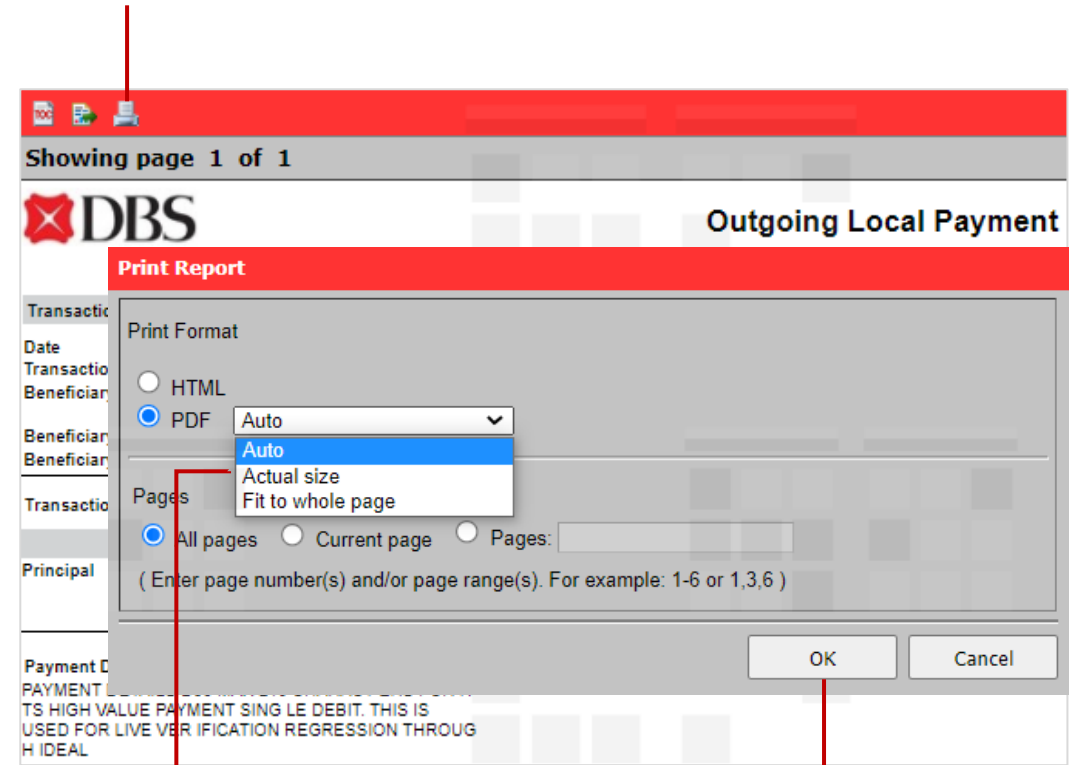 TOC
Showing page 1 of 1
DBS
Outgoing Local Payment
Print Report
Transactio
Print Format
Date
Transactio
HTML
Beneficiar
PDF Auto
Beneficiar
Auto
Beneficiar
Actual size
Transactio
Pages
Fit to whole page
All pages Current page Pages:
Principal
( Enter page number(s) and/or page range(s). For example: 1-6 or 1,3,6 )
OK Cancel
Payment D
PAYMENT
TS HIGH VALUE PAYMENT SING LE DEBIT. THIS IS
USED FOR LIVE VER IFICATION REGRESSION THROUG
H IDEAL